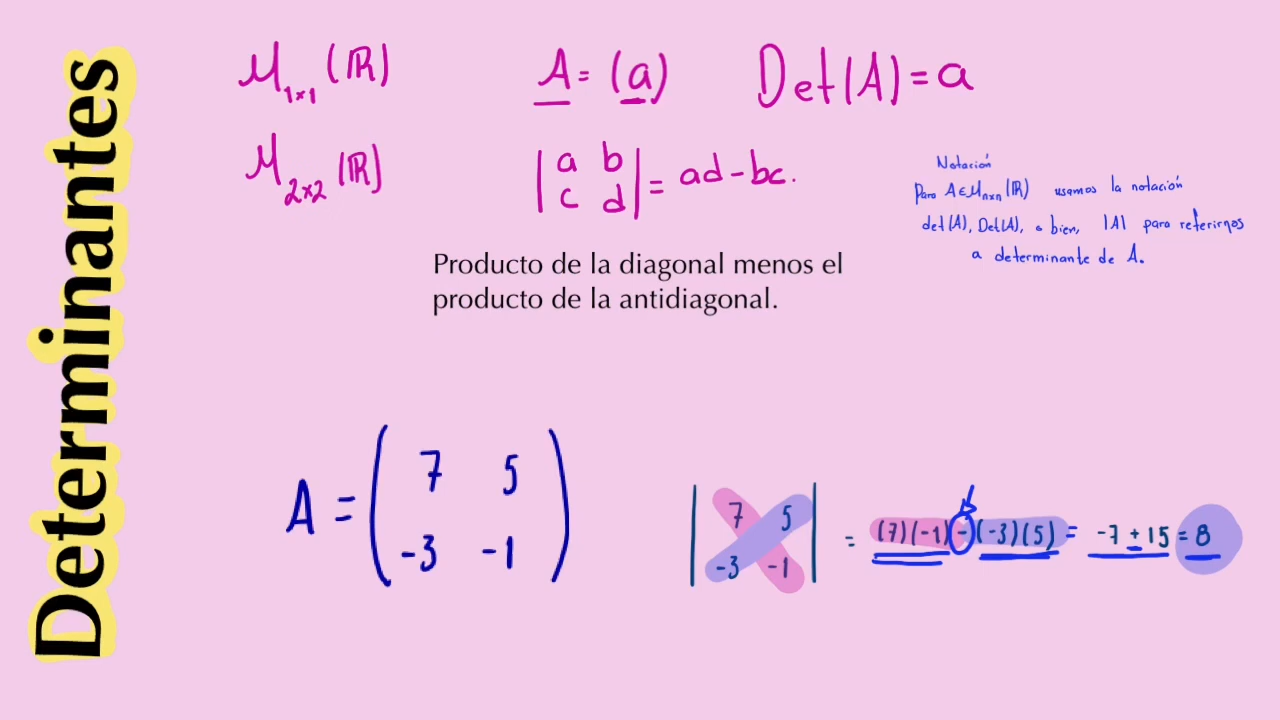 Determinantes
M₁ₓ₁(ℝ) A = (a) Det(A) = a
M₂ₓ₂(ℝ) |a b
c d| = ad - bc.
Notación
Para A ∈ Mₙₓₙ(ℝ) usamos la notación
det(A), Det(A), o bien, |A| para referirnos
a determinante de A.
Producto de la diagonal menos el
producto de la antidiagonal.
A = (7 5
-3 -1)
|7 5
-3 -1| = (7)(-1) - (-3)(5) = -7 + 15 = 8